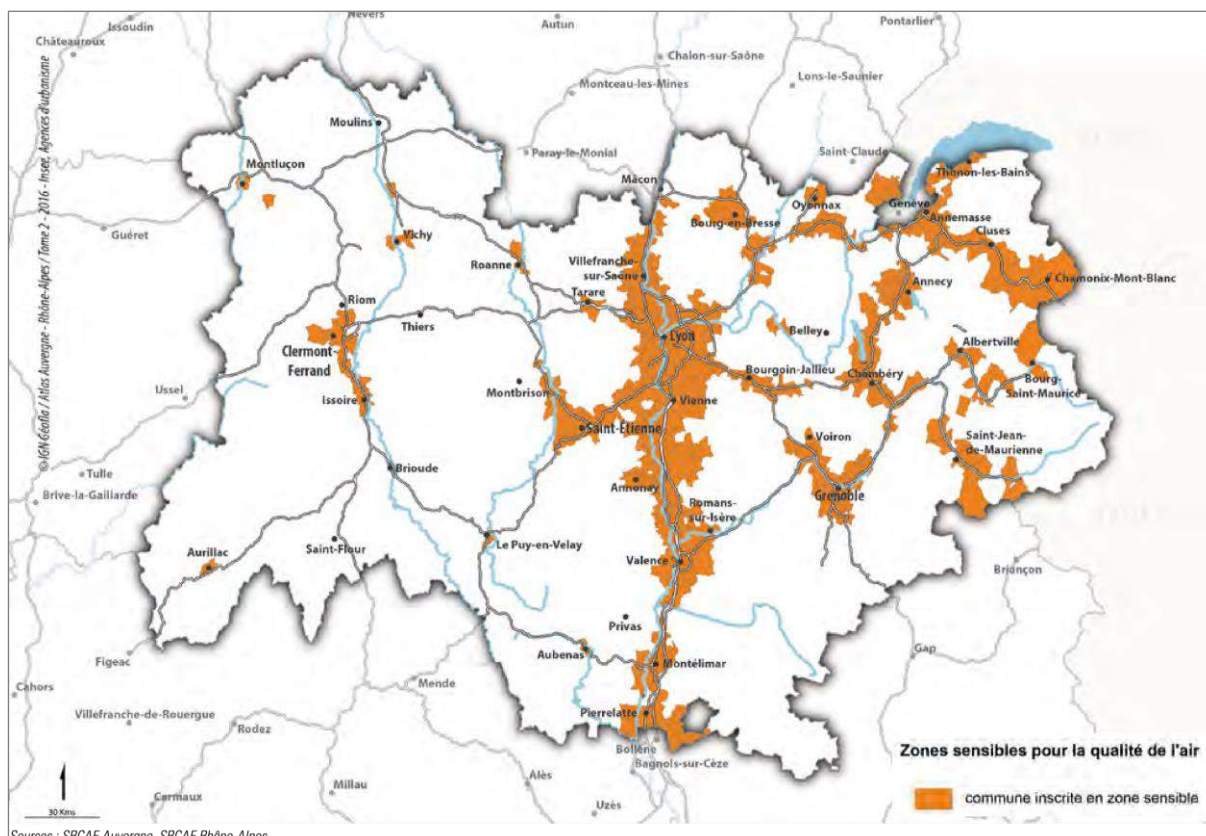 Nevers
Autun
Pontarlier
Issoudin
Châteauroux
Chalon-sur-Saône
Lons-le-Saunier
Montceau-les-Mines
Moulins
Paray-le-Monial
Saint-Claude
Montluçon
Mâcon
Thonon-les-Bains
Oyonnax
Genève
Guéret
Bourg-en-Bresse
Annemasse
Vichy
Cluses
Roanne
Villefranche-
sur-Saône
Chamonix-Mont-Blanc
Annecy
Tarare
Riom
Thiers
Belley
Lyon
Clermont-
Ferrand
Albertville
Ussel
Bourgoin-Jallieu
Chambéry
Montbrison
Bourg-
Saint-Maurice
Issoire
Vienne
Saint-Etienne
Voiron
Saint-Jean-
de-Maurienne
Tulle
Brioude
Annonay
Grenoble
Brive-la-Gaillarde
Romans-
sur-Isère
Le Puy-en-Velay
Saint-Flour
Aurillac
Valence
Briançon
Privas
Figeac
Aubenas
Montélimar
Gap
Mende
Cahors
Villefranche-de-Rouergue
Rodez
Pierrelatte
Bollène
Bagnols-sur-Cèze
Millau
Alès
Carmaux
Uzès
30 Kms
Zones sensibles pour la qualité de l'air
commune inscrite en zone sensible
© IGN Géofla / Atlas Auvergne - Rhône-Alpes / Tome 2 - 2016 - Insee, Agences d'urbanisme
Sources : SRCAE Auvergne, SRCAE Rhône-Alpes